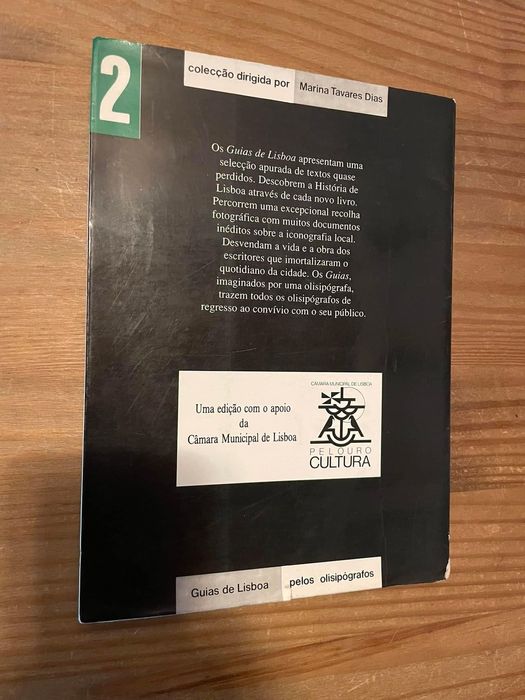 2
colecção dirigida por Marina Tavares Dias
Os Guias de Lisboa apresentam uma
selecção apurada de textos quase
perdidos. Descobrem a História de
Lisboa através de cada novo livro.
Percorrem uma excepcional recolha
fotográfica com muitos documentos
inéditos sobre a iconografia local.
Desvendam a vida e a obra dos
escritores que imortalizaram o
quotidiano da cidade. Os Guias,
imaginados por uma olisipógrafa,
trazem todos os olisipógrafos de
regresso ao convívio com o seu público.
Uma edição com o apoio
da
Câmara Municipal de Lisboa
CÂMARA MUNICIPAL DE LISBOA
PELOURO
CULTURA
Guias de Lisboa pelos olisipógrafos